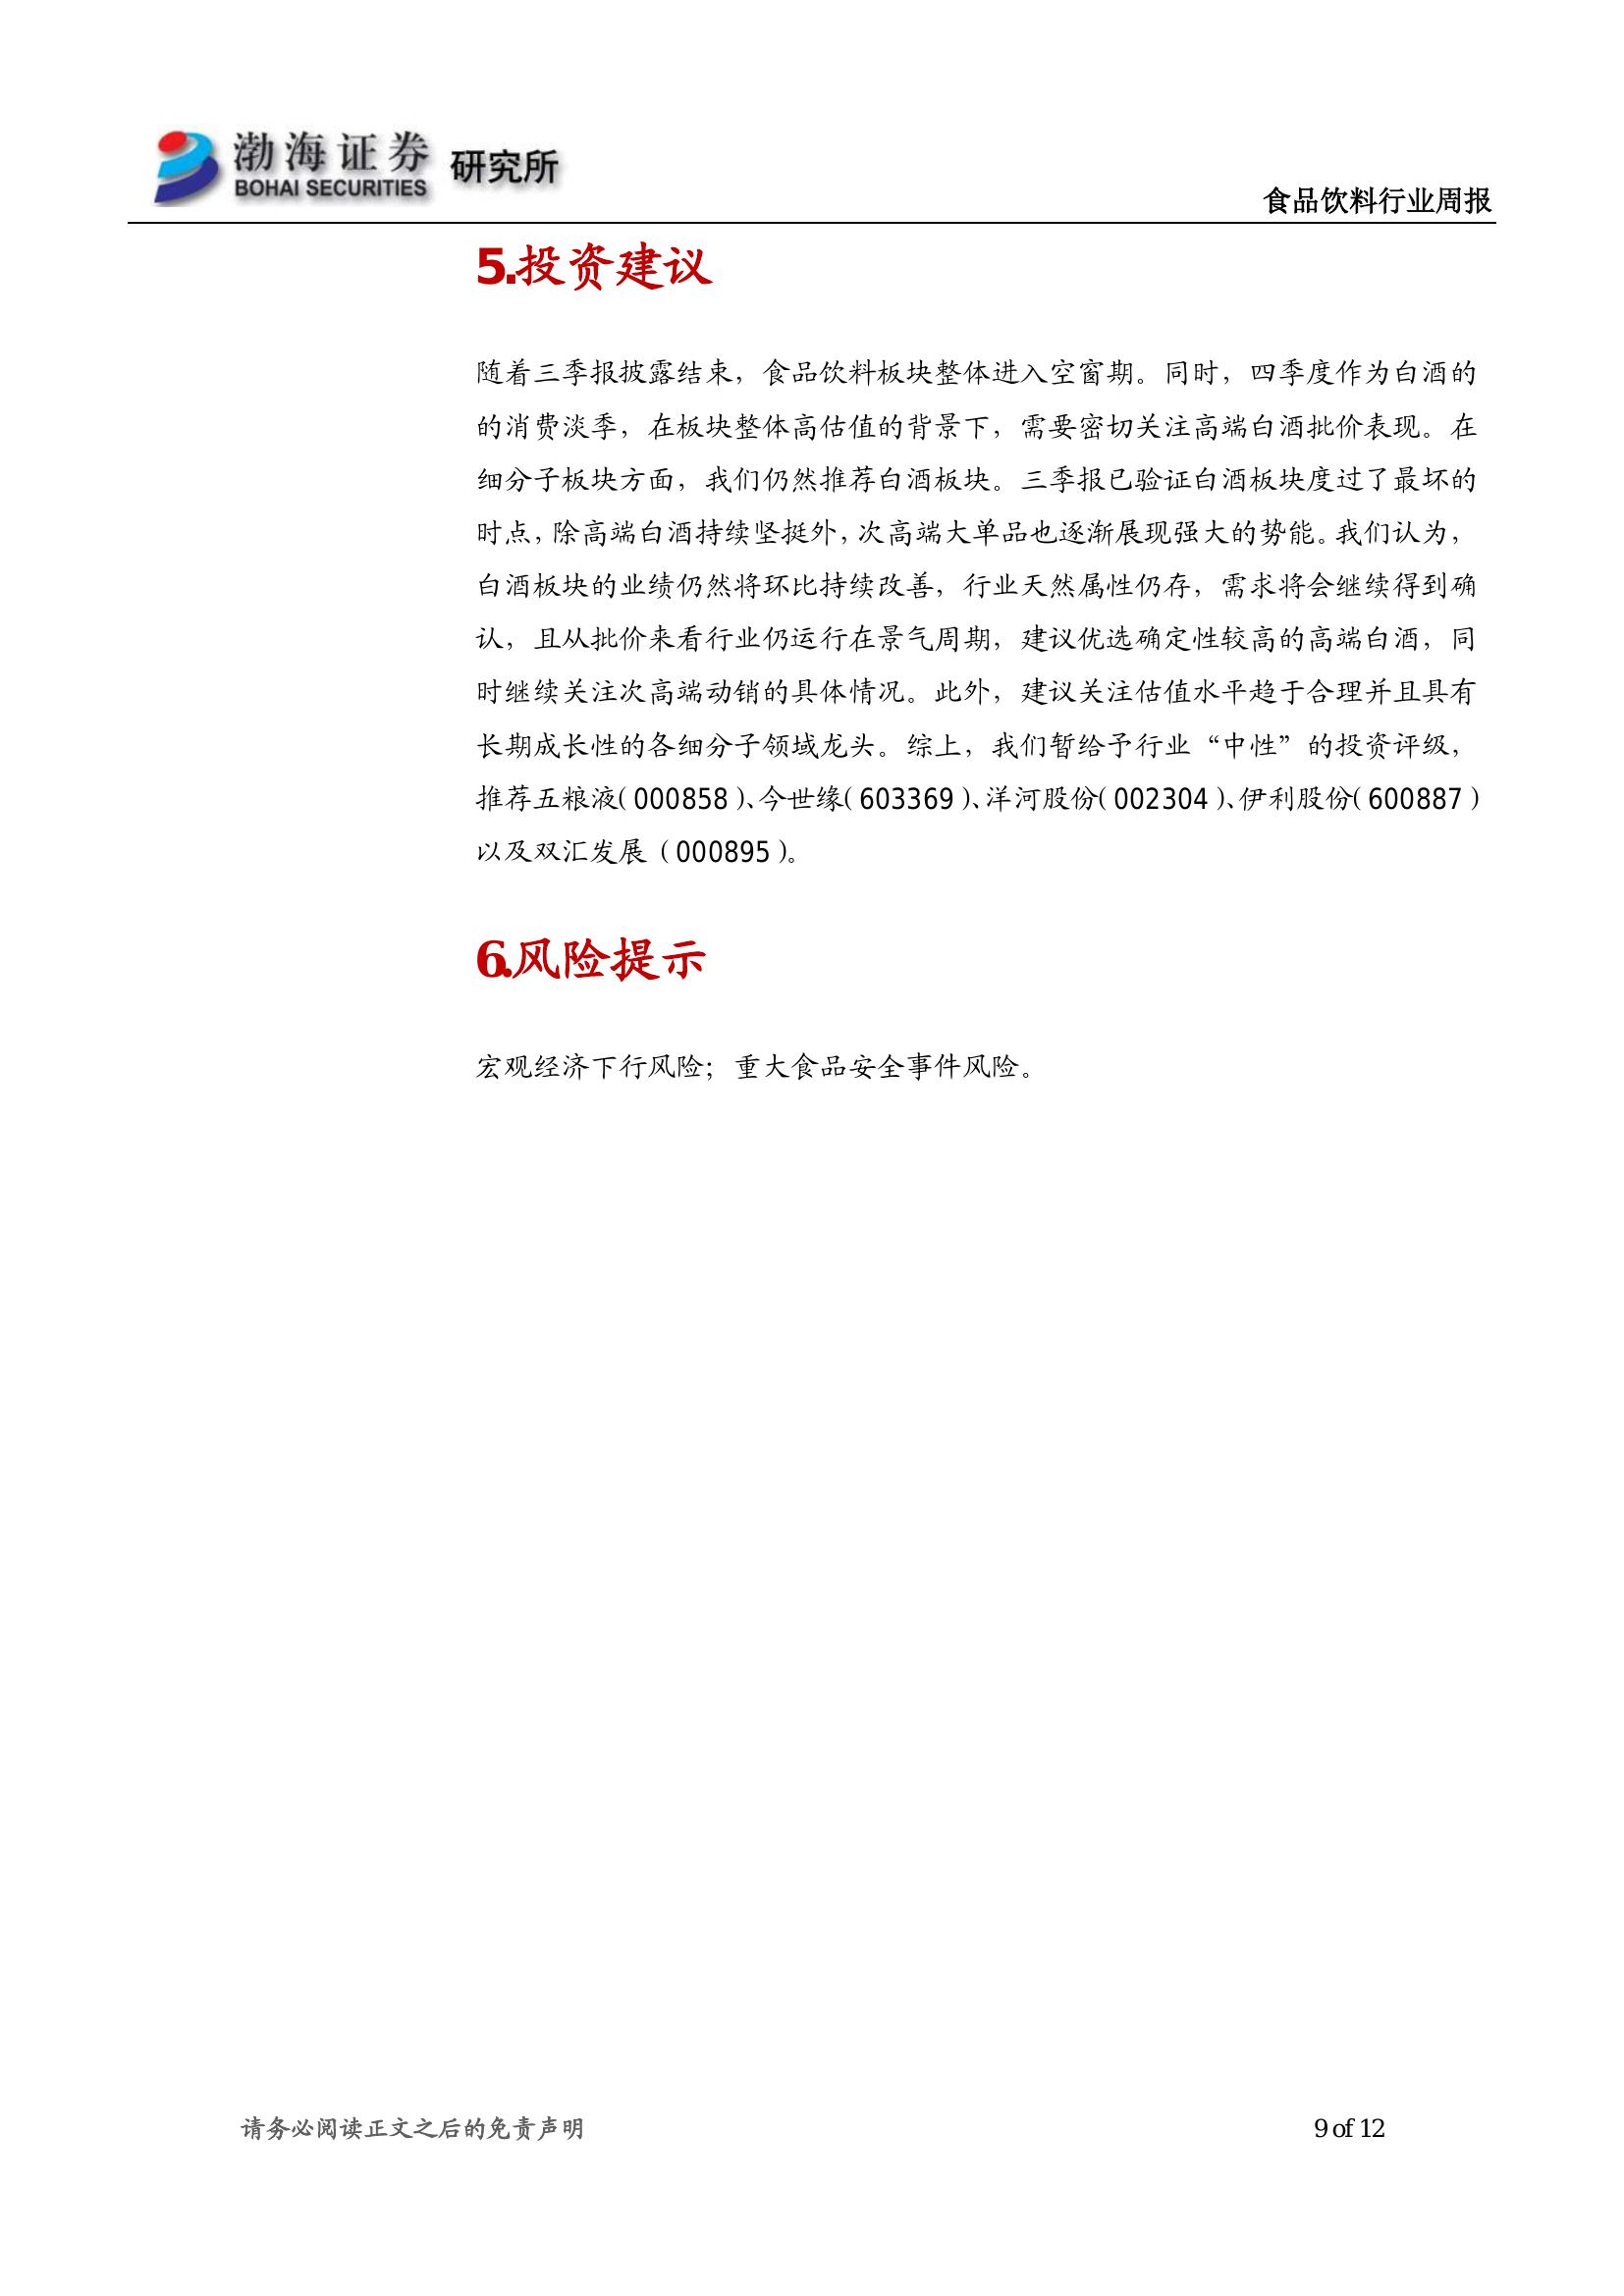 渤海证券 研究所
BOHAI SECURITIES
食品饮料行业周报
5.投资建议
随着三季报披露结束，食品饮料板块整体进入空窗期。同时，四季度作为白酒的
的消费淡季，在板块整体高估值的背景下，需要密切关注高端白酒批价表现。在
细分子板块方面，我们仍然推荐白酒板块。三季报已验证白酒板块度过了最坏的
时点，除高端白酒持续坚挺外，次高端大单品也逐渐展现强大的势能。我们认为，
白酒板块的业绩仍然将环比持续改善，行业天然属性仍存，需求将会继续得到确
认，且从批价来看行业仍运行在景气周期，建议优选确定性较高的高端白酒，同
时继续关注次高端动销的具体情况。此外，建议关注估值水平趋于合理并且具有
长期成长性的各细分子领域龙头。综上，我们暂给予行业“中性”的投资评级，
推荐五粮液（000858）、今世缘（603369）、洋河股份（002304）、伊利股份（600887）
以及双汇发展（000895）。
6.风险提示
宏观经济下行风险；重大食品安全事件风险。
请务必阅读正文之后的免责声明
9 of 12